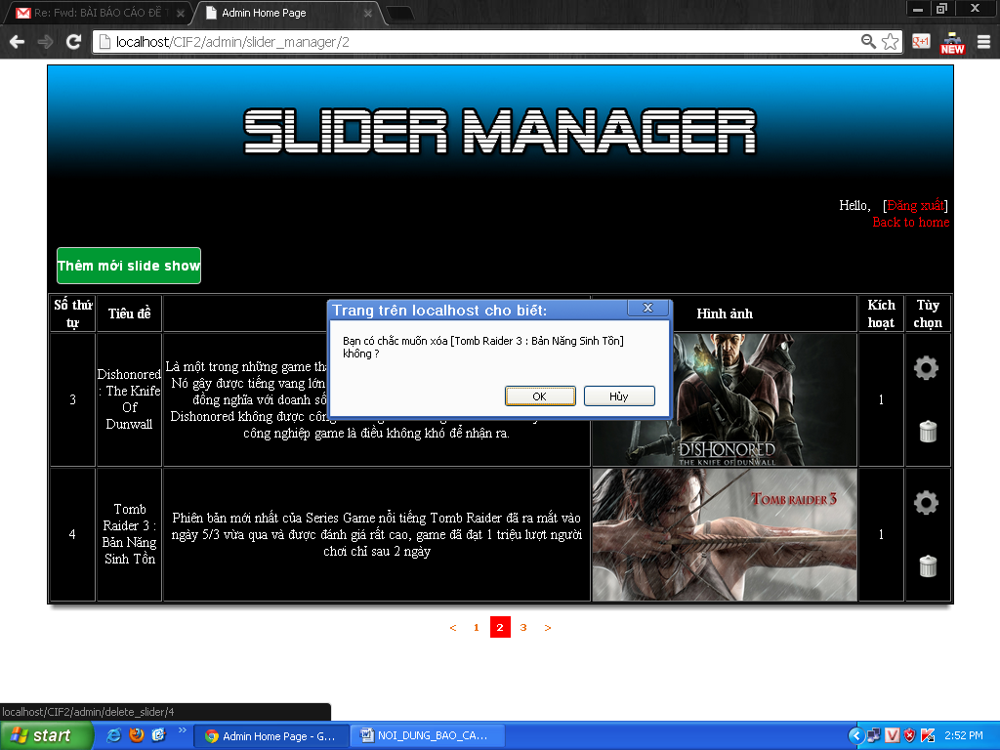 Re: Fwd: BÀI BÁO CÁO ĐỀ T
Admin Home Page
localhost/CIF2/admin/slider_manager/2
g+1
NEW
SLIDER MANAGER
Hello, [Đăng xuất]
Back to home
Thêm mới slide show
Số thứ
tự
Tiêu đề
Hình ảnh
Kích
hoạt
Tùy
chọn
Trang trên localhost cho biết:
Bạn có chắc muốn xóa [Tomb Raider 3 : Bản Năng Sinh Tồn]
không ?
OK
Hủy
3
Dishonored
: The Knife
Of
Dunwall
Là một trong những game
Nó gây được tiếng vang lớn
đồng nghĩa với doanh số
Dishonored không được công
công nghiệp game là điều không khó để nhận ra.
DISHONORED
THE KNIFE OF DUNWALL
1
4
Tomb
Raider 3 :
Bản Năng
Sinh Tồn
Phiên bản mới nhất của Series Game nổi tiếng Tomb Raider đã ra mắt vào
ngày 5/3 vừa qua và được đánh giá rất cao, game đã đạt 1 triệu lượt người
chơi chỉ sau 2 ngày
TOMB RAIDER 3
1
< 1 2 3 >
localhost/CIF2/admin/delete_slider/4
start
Admin Home Page - G...
NOI_DUNG_BAO_CA...
2:52 PM